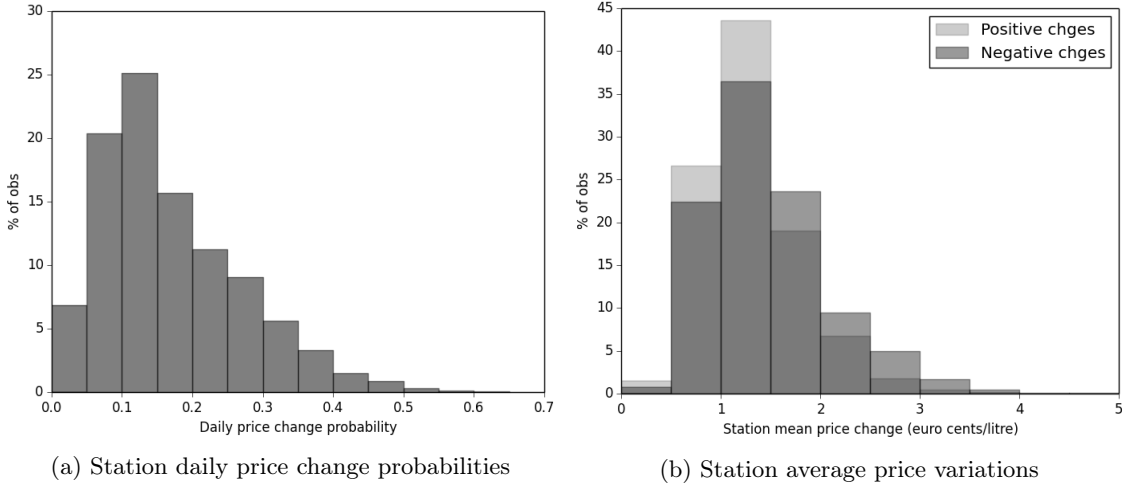 30
25
20
15
10
5
0
% of obs
0.0 0.1 0.2 0.3 0.4 0.5 0.6 0.7
Daily price change probability
(a) Station daily price change probabilities
45
40
35
30
25
20
15
10
5
0
% of obs
Positive chges
Negative chges
0 1 2 3 4 5
Station mean price change (euro cents/litre)
(b) Station average price variations